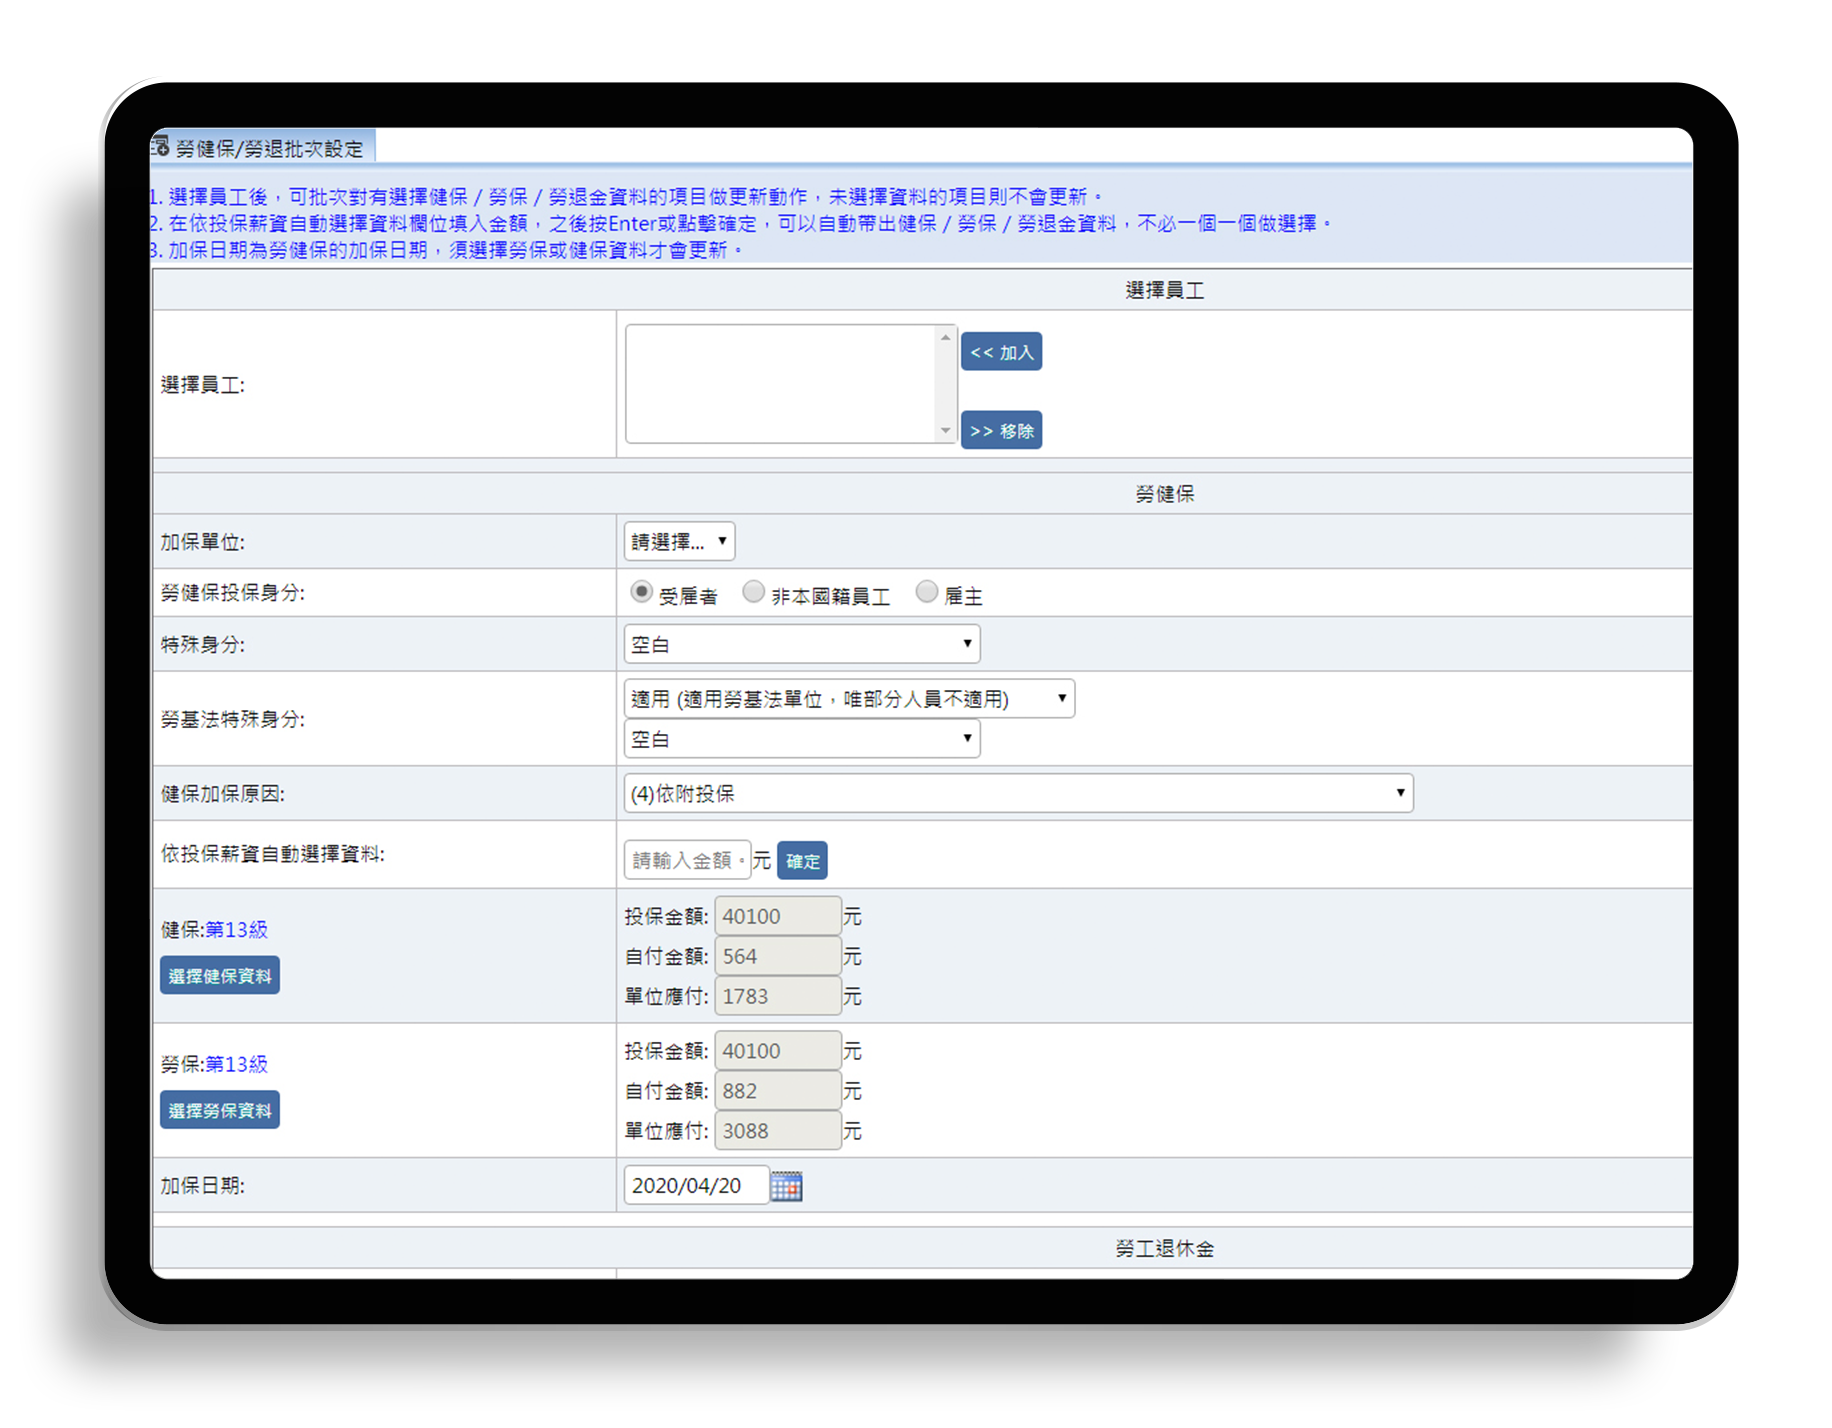 勞健保/勞退批次設定
1. 選擇員工後，可批次對有選擇健保 / 勞保 / 勞退金資料的項目做更新動作，未選擇資料的項目則不會更新。
2. 在依投保薪資自動選擇資料欄位填入金額，之後按Enter或點擊確定，可以自動帶出健保 / 勞保 / 勞退金資料，不必一個一個做選擇。
3. 加保日期為勞健保的加保日期，須選擇勞保或健保資料才會更新。
選擇員工
選擇員工:
<< 加入
>> 移除
勞健保
加保單位: 請選擇...
勞健保投保身分: 受雇者 非本國籍員工 雇主
特殊身分: 空白
勞基法特殊身分: 適用 (適用勞基法單位，唯部分人員不適用)
空白
健保加保原因: (4)依附投保
依投保薪資自動選擇資料: 請輸入金額。元 確定
健保:第13級
選擇健保資料
投保金額: 40100 元
自付金額: 564 元
單位應付: 1783 元
勞保:第13級
選擇勞保資料
投保金額: 40100 元
自付金額: 882 元
單位應付: 3088 元
加保日期: 2020/04/20
勞工退休金